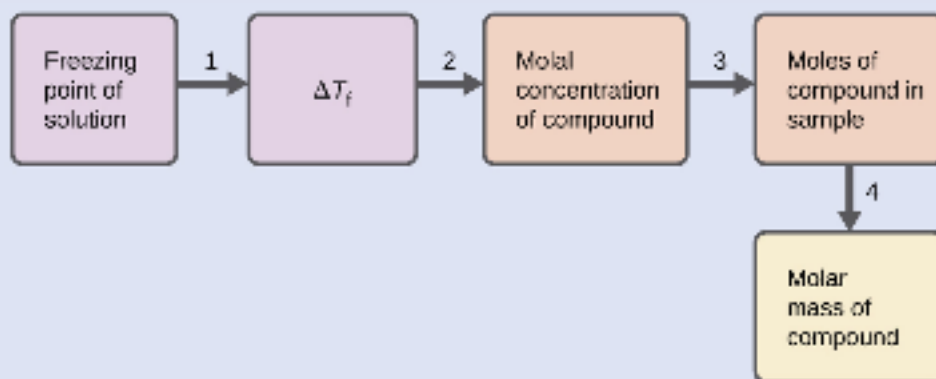 Freezing
point of
solution
1
ΔTf
2
Molal
concentration
of compound
3
Moles of
compound in
sample
4
Molar
mass of
compound